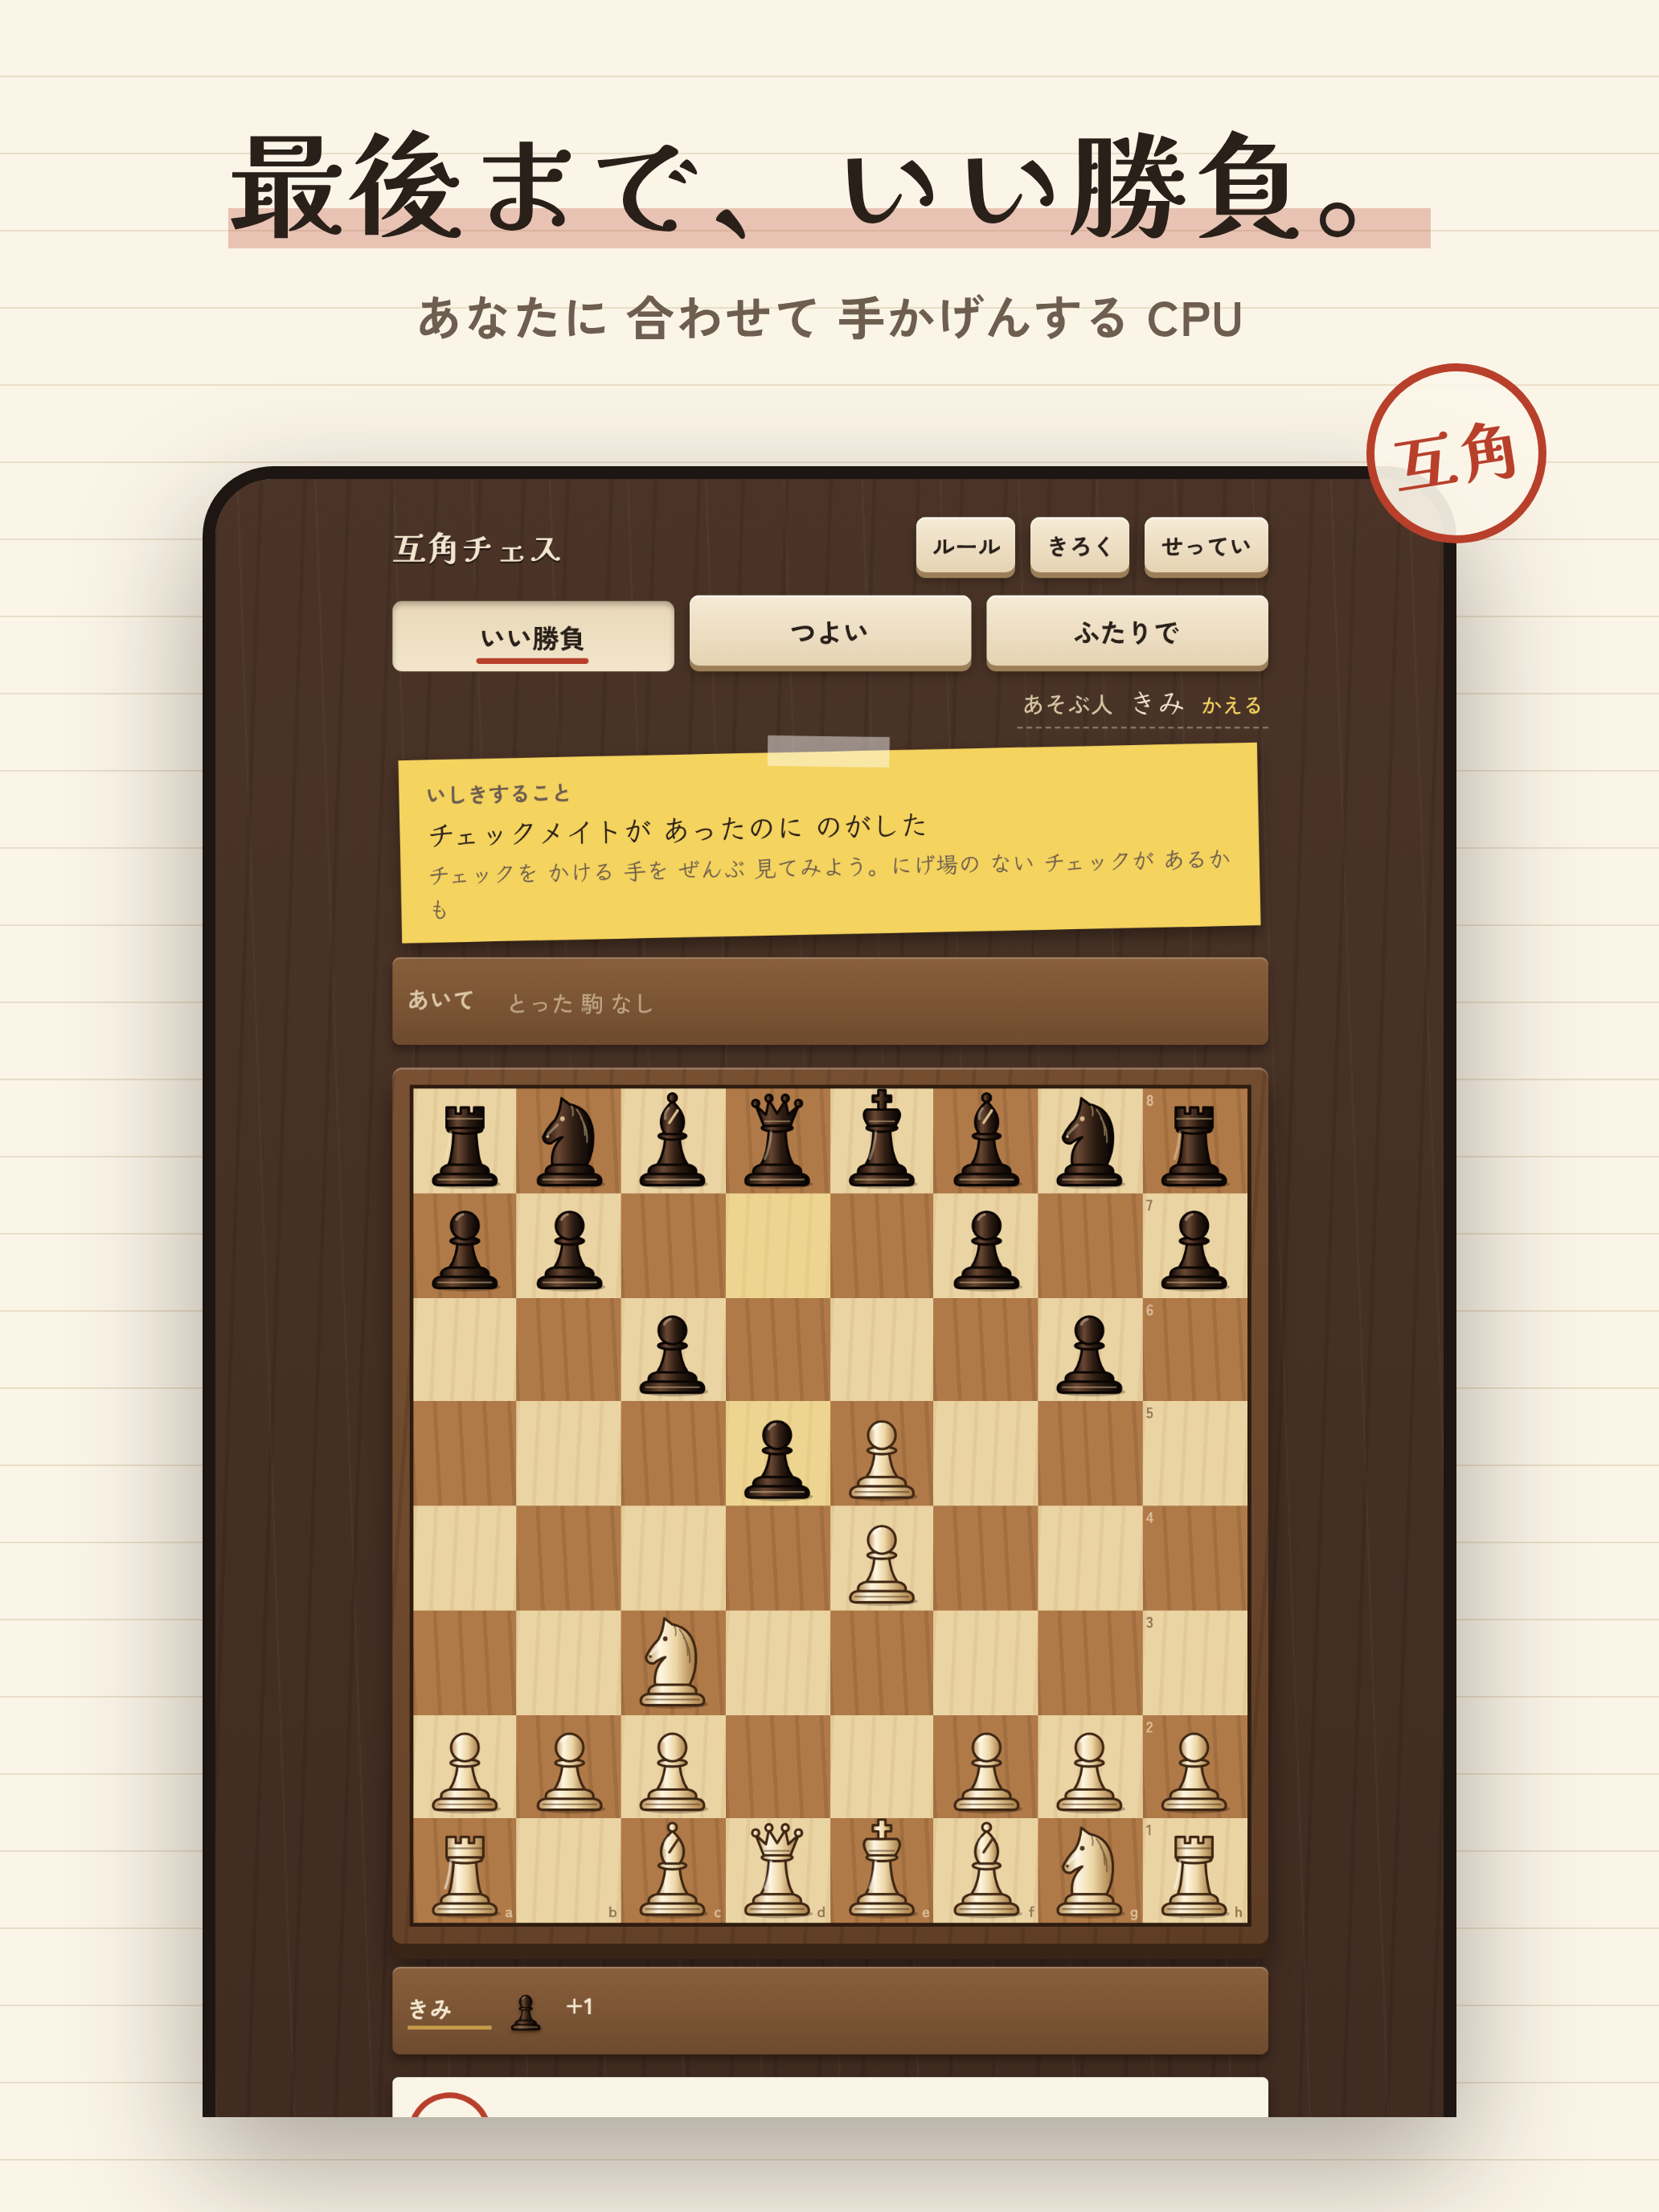 最後まで、いい勝負。
あなたに 合わせて 手かげんする CPU
互角
互角チェス
ルール
きろく
せってい
いい勝負
つよい
ふたりで
あそぶ人 きみ かえる
いしきすること
チェックメイトが あったのに のがした
チェックを かける 手を ぜんぶ 見てみよう。にげ場の ない チェックが あるか
も
あいて とった 駒 なし
8
7
6
5
4
3
2
1
a b c d e f g h
きみ +1